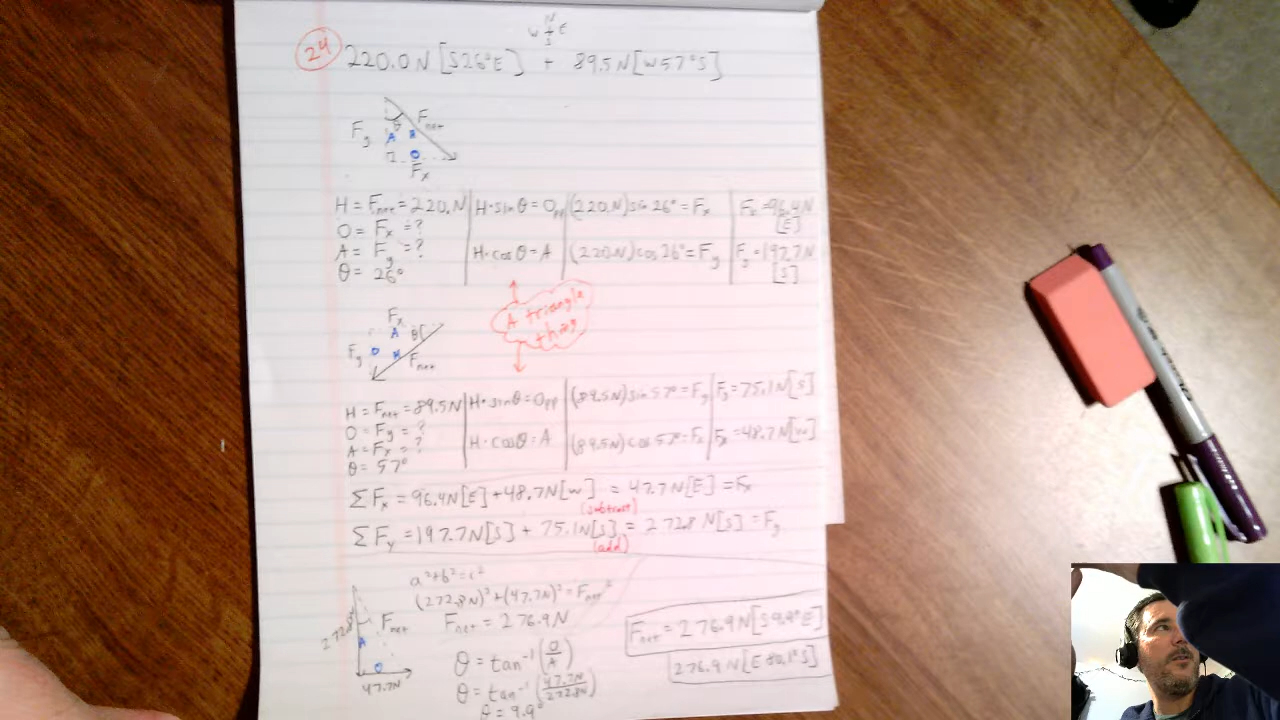 N
W + E
S
24
220.0N [S26°E] + 89.5N[W57°S]
θ
Fy A H Fnet
O
Fx
H = Fnet = 220.N | H·sinθ = Opp | (220.N)sin 26° = Fx | Fx = 96.4N [E]
O = Fx = ?
A = Fy = ? | H·cosθ = A | (220.N)cos 26° = Fy | Fy = 197.7N [S]
θ = 26°
A triangle
thing
Fx
A θ
Fy O H Fnet
H = Fnet = 89.5N | H·sinθ = Opp | (89.5N)sin 57° = Fy | Fy = 75.1N[S]
O = Fy = ?
A = Fx = ? | H·cosθ = A | (89.5N)cos 57° = Fx | Fx = 48.7N[W]
θ = 57°
ΣFx = 96.4N[E] + 48.7N[W] = 47.7N[E] = Fx
(subtract)
ΣFy = 197.7N[S] + 75.1N[S] = 272.8N[S] = Fy
(add)
a² + b² = c²
(272.8N)² + (47.7N)² = Fnet²
272.8N Fnet
Fnet = 276.9N
A
O
47.7N
θ = tan⁻¹(O/A)
θ = tan⁻¹(47.7N/272.8N)
θ = 9.9°
Fnet = 276.9N[S9.9°E]
276.9N[E80.1°S]